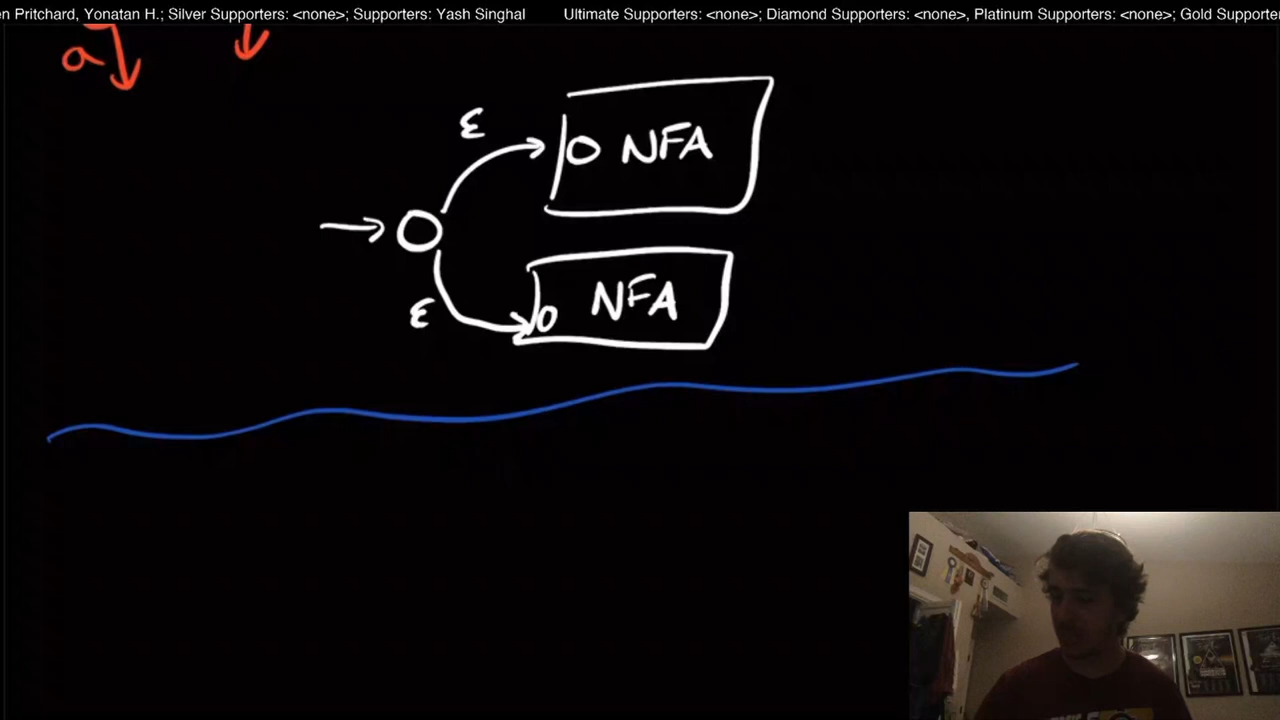 en Pritchard, Yonatan H.; Silver Supporters: <none>; Supporters: Yash Singhal Ultimate Supporters: <none>; Diamond Supporters: <none>, Platinum Supporters: <none>; Gold Supporte
a
ε
NFA
ε
NFA